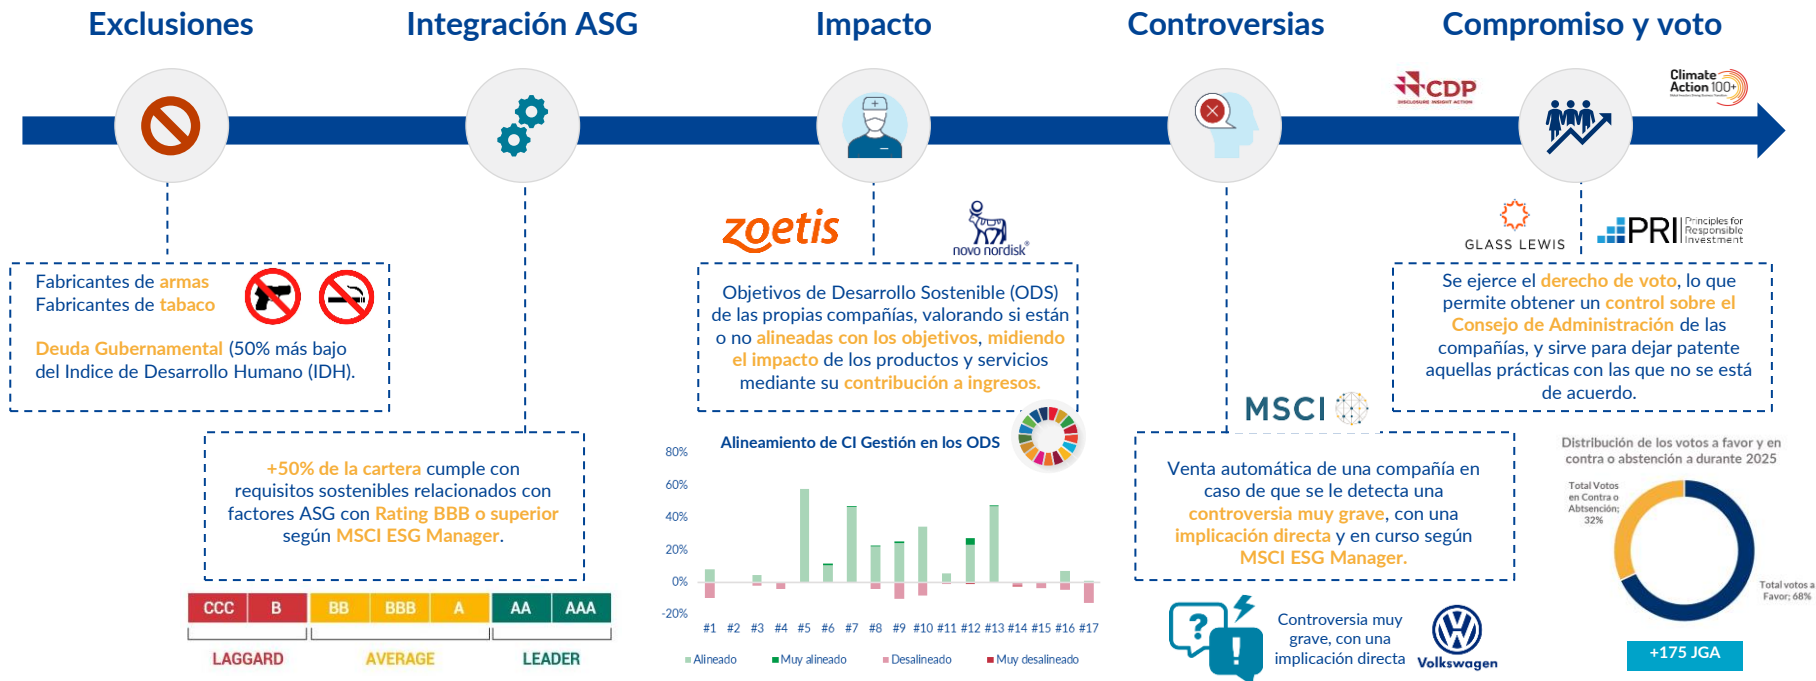 Exclusiones
Integración ASG
Impacto
Controversias
Compromiso y voto
CDP
DISCLOSURE INSIGHT ACTION
Climate
Action 100+
Fabricantes de armas
Fabricantes de tabaco
Deuda Gubernamental (50% más bajo
del Indice de Desarrollo Humano (IDH).
+50% de la cartera cumple con
requisitos sostenibles relacionados con
factores ASG con Rating BBB o superior
según MSCI ESG Manager.
CCC
B
BB
BBB
A
AA
AAA
LAGGARD
AVERAGE
LEADER
zoetis
novo nordisk®
Objetivos de Desarrollo Sostenible (ODS)
de las propias compañías, valorando si están
o no alineadas con los objetivos, midiendo
el impacto de los productos y servicios
mediante su contribución a ingresos.
Alineamiento de CI Gestión en los ODS
80%
60%
40%
20%
0%
-20%
#1 #2 #3 #4 #5 #6 #7 #8 #9 #10 #11 #12 #13 #14 #15 #16 #17
Alineado
Muy alineado
Desalineado
Muy desalineado
MSCI
Venta automática de una compañía en
caso de que se le detecta una
controversia muy grave, con una
implicación directa y en curso según
MSCI ESG Manager.
?
!
Controversia muy
grave, con una
implicación directa
Volkswagen
GLASS LEWIS
PRI
Principles for
Responsible
Investment
Se ejerce el derecho de voto, lo que
permite obtener un control sobre el
Consejo de Administración de las
compañías, y sirve para dejar patente
aquellas prácticas con las que no se está
de acuerdo.
Distribución de los votos a favor y en
contra o abstención a durante 2025
Total Votos
en Contra o
Abtsención;
32%
Total votos a
Favor; 68%
+175 JGA